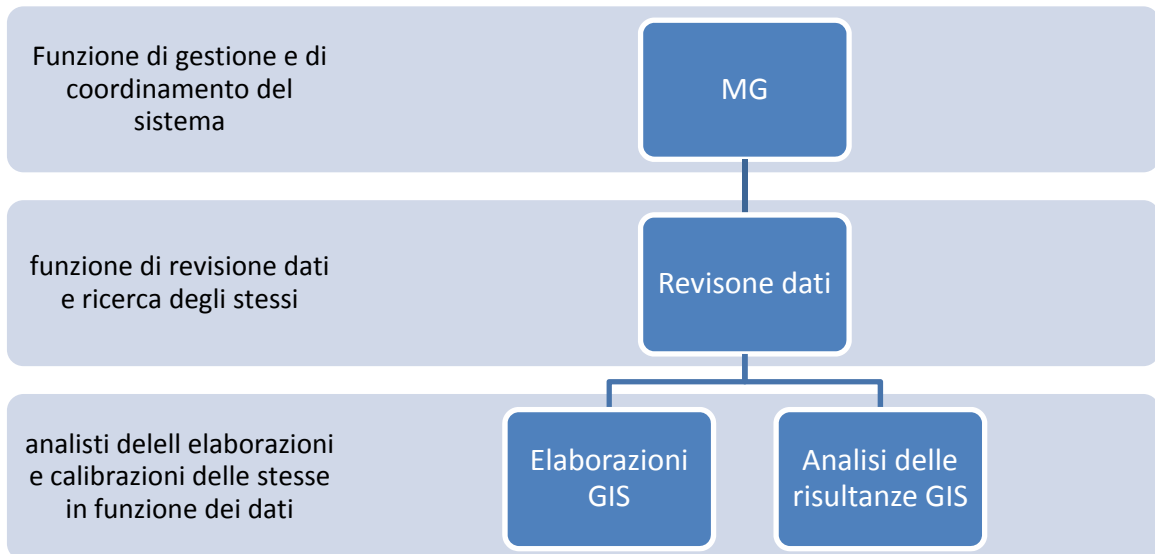 Funzione di gestione e di
coordinamento del
sistema
MG
funzione di revisione dati
e ricerca degli stessi
Revisone dati
analisti delell elaborazioni
e calibrazioni delle stesse
in funzione dei dati
Elaborazioni
GIS
Analisi delle
risultanze GIS